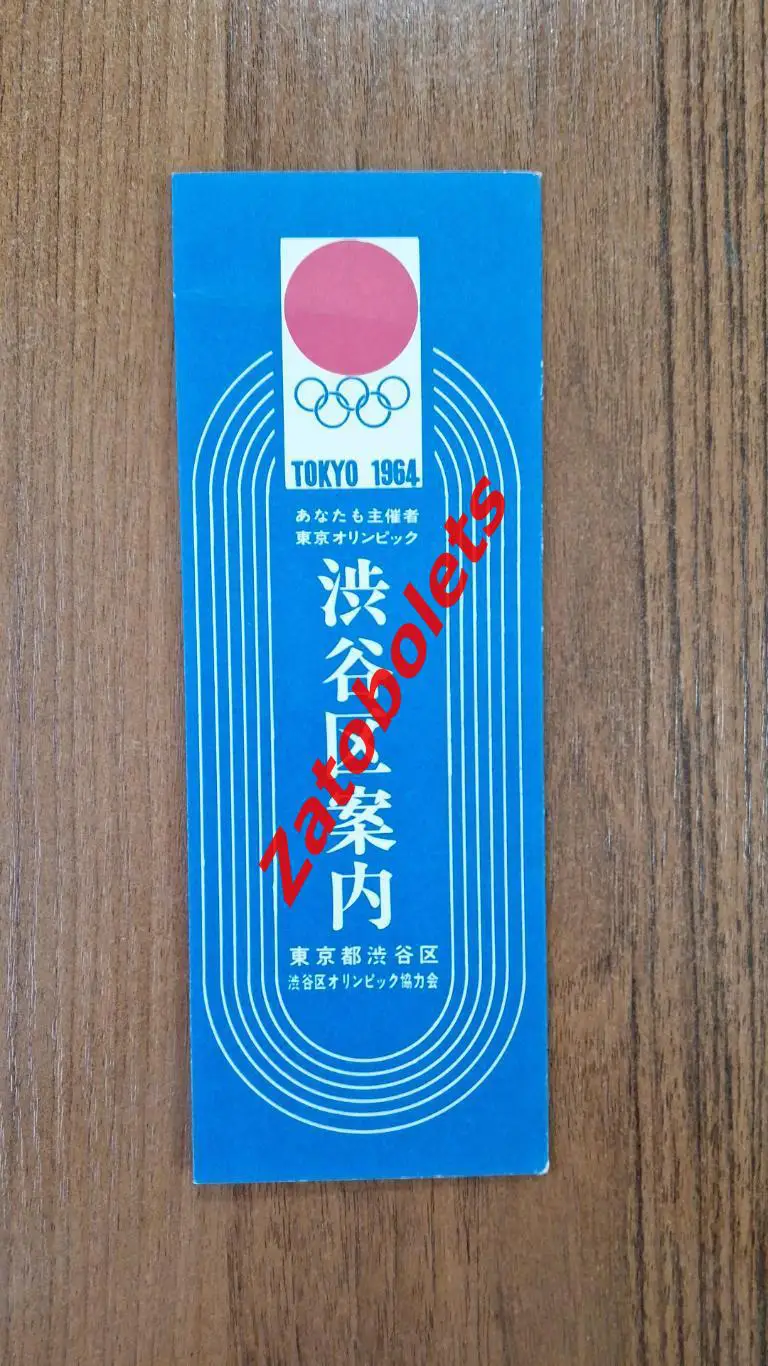 TOKYO 1964
あなたも主催者
東京オリンピック
渋谷区案内
東京都渋谷区
渋谷区オリンピック協力会
Zatobolets